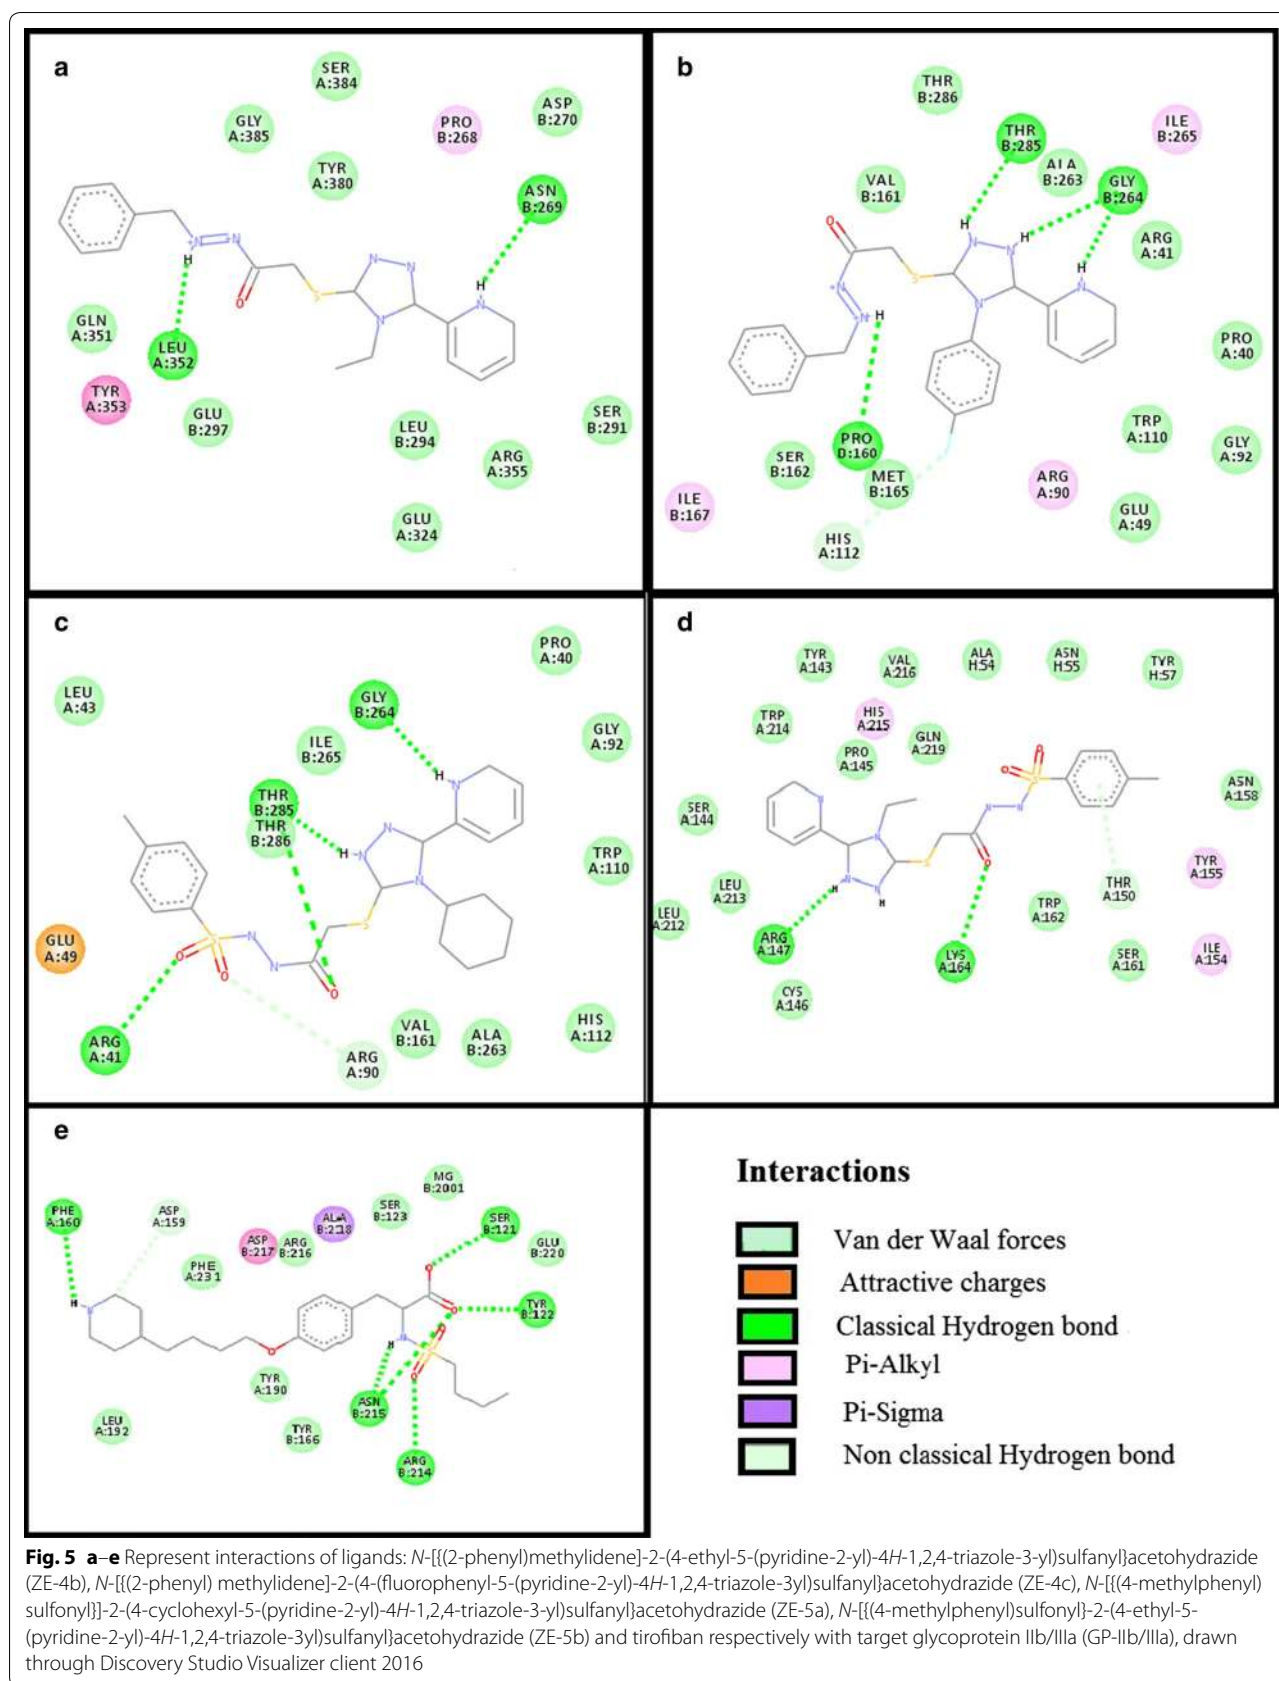 a
SER
A:384
GLY
A:385
PRO
B:268
ASP
B:270
TYR
A:380
ASN
B:269
H
N
N
N
N
H
O
S
N
N
GLN
A:351
LEU
A:352
TYR
A:353
GLU
B:297
LEU
B:294
SER
B:291
ARG
A:355
GLU
A:324
b
THR
B:286
THR
B:285
ILE
B:265
ALA
B:263
GLY
B:264
VAL
B:161
ARG
A:41
H
H
H
O
N
N
S
N
N
N
N
H
PRO
A:40
PRO
D:160
SER
B:162
MET
B:165
TRP
A:110
GLY
A:92
ARG
A:90
ILE
B:167
GLU
A:49
HIS
A:112
c
PRO
A:40
LEU
A:43
GLY
B:264
ILE
B:265
GLY
A:92
H
N
THR
B:285
THR
B:286
N
H
N
N
TRP
A:110
S
GLU
A:49
S
N
N
O
O
O
ARG
A:41
VAL
B:161
ALA
B:263
HIS
A:112
ARG
A:90
d
TYR
A:143
VAL
A:216
ALA
H:54
ASN
H:55
TYR
H:57
TRP
A:214
HIS
A:215
PRO
A:145
GLN
A:219
O
O
S
ASN
A:158
SER
A:144
N
N
N
N
S
O
N
N
H
H
LEU
A:213
LEU
A:212
TYR
A:155
THR
A:150
TRP
A:162
ARG
A:147
LYS
A:164
SER
A:161
ILE
A:154
CYS
A:146
e
MG
B:2001
PHE
A:160
ASP
A:159
SER
B:123
ALA
B:218
SER
B:121
ASP
B:217
ARG
B:216
GLU
B:220
PHE
A:231
O
H
N
O
TYR
B:122
H
N
O
S
O
O
TYR
A:190
ASN
B:215
LEU
A:192
TYR
B:166
ARG
B:214
Interactions
Van der Waal forces
Attractive charges
Classical Hydrogen bond
Pi-Alkyl
Pi-Sigma
Non classical Hydrogen bond
Fig. 5 a–e Represent interactions of ligands: N-[{(2-phenyl)methylidene]-2-(4-ethyl-5-(pyridine-2-yl)-4H-1,2,4-triazole-3-yl)sulfanyl}acetohydrazide
(ZE-4b), N-[{(2-phenyl) methylidene]-2-(4-(fluorophenyl-5-(pyridine-2-yl)-4H-1,2,4-triazole-3yl)sulfanyl}acetohydrazide (ZE-4c), N-[{(4-methylphenyl)
sulfonyl}]-2-(4-cyclohexyl-5-(pyridine-2-yl)-4H-1,2,4-triazole-3-yl)sulfanyl}acetohydrazide (ZE-5a), N-[{(4-methylphenyl)sulfonyl}-2-(4-ethyl-5-
(pyridine-2-yl)-4H-1,2,4-triazole-3yl)sulfanyl}acetohydrazide (ZE-5b) and tirofiban respectively with target glycoprotein IIb/IIIa (GP-IIb/IIIa), drawn
through Discovery Studio Visualizer client 2016